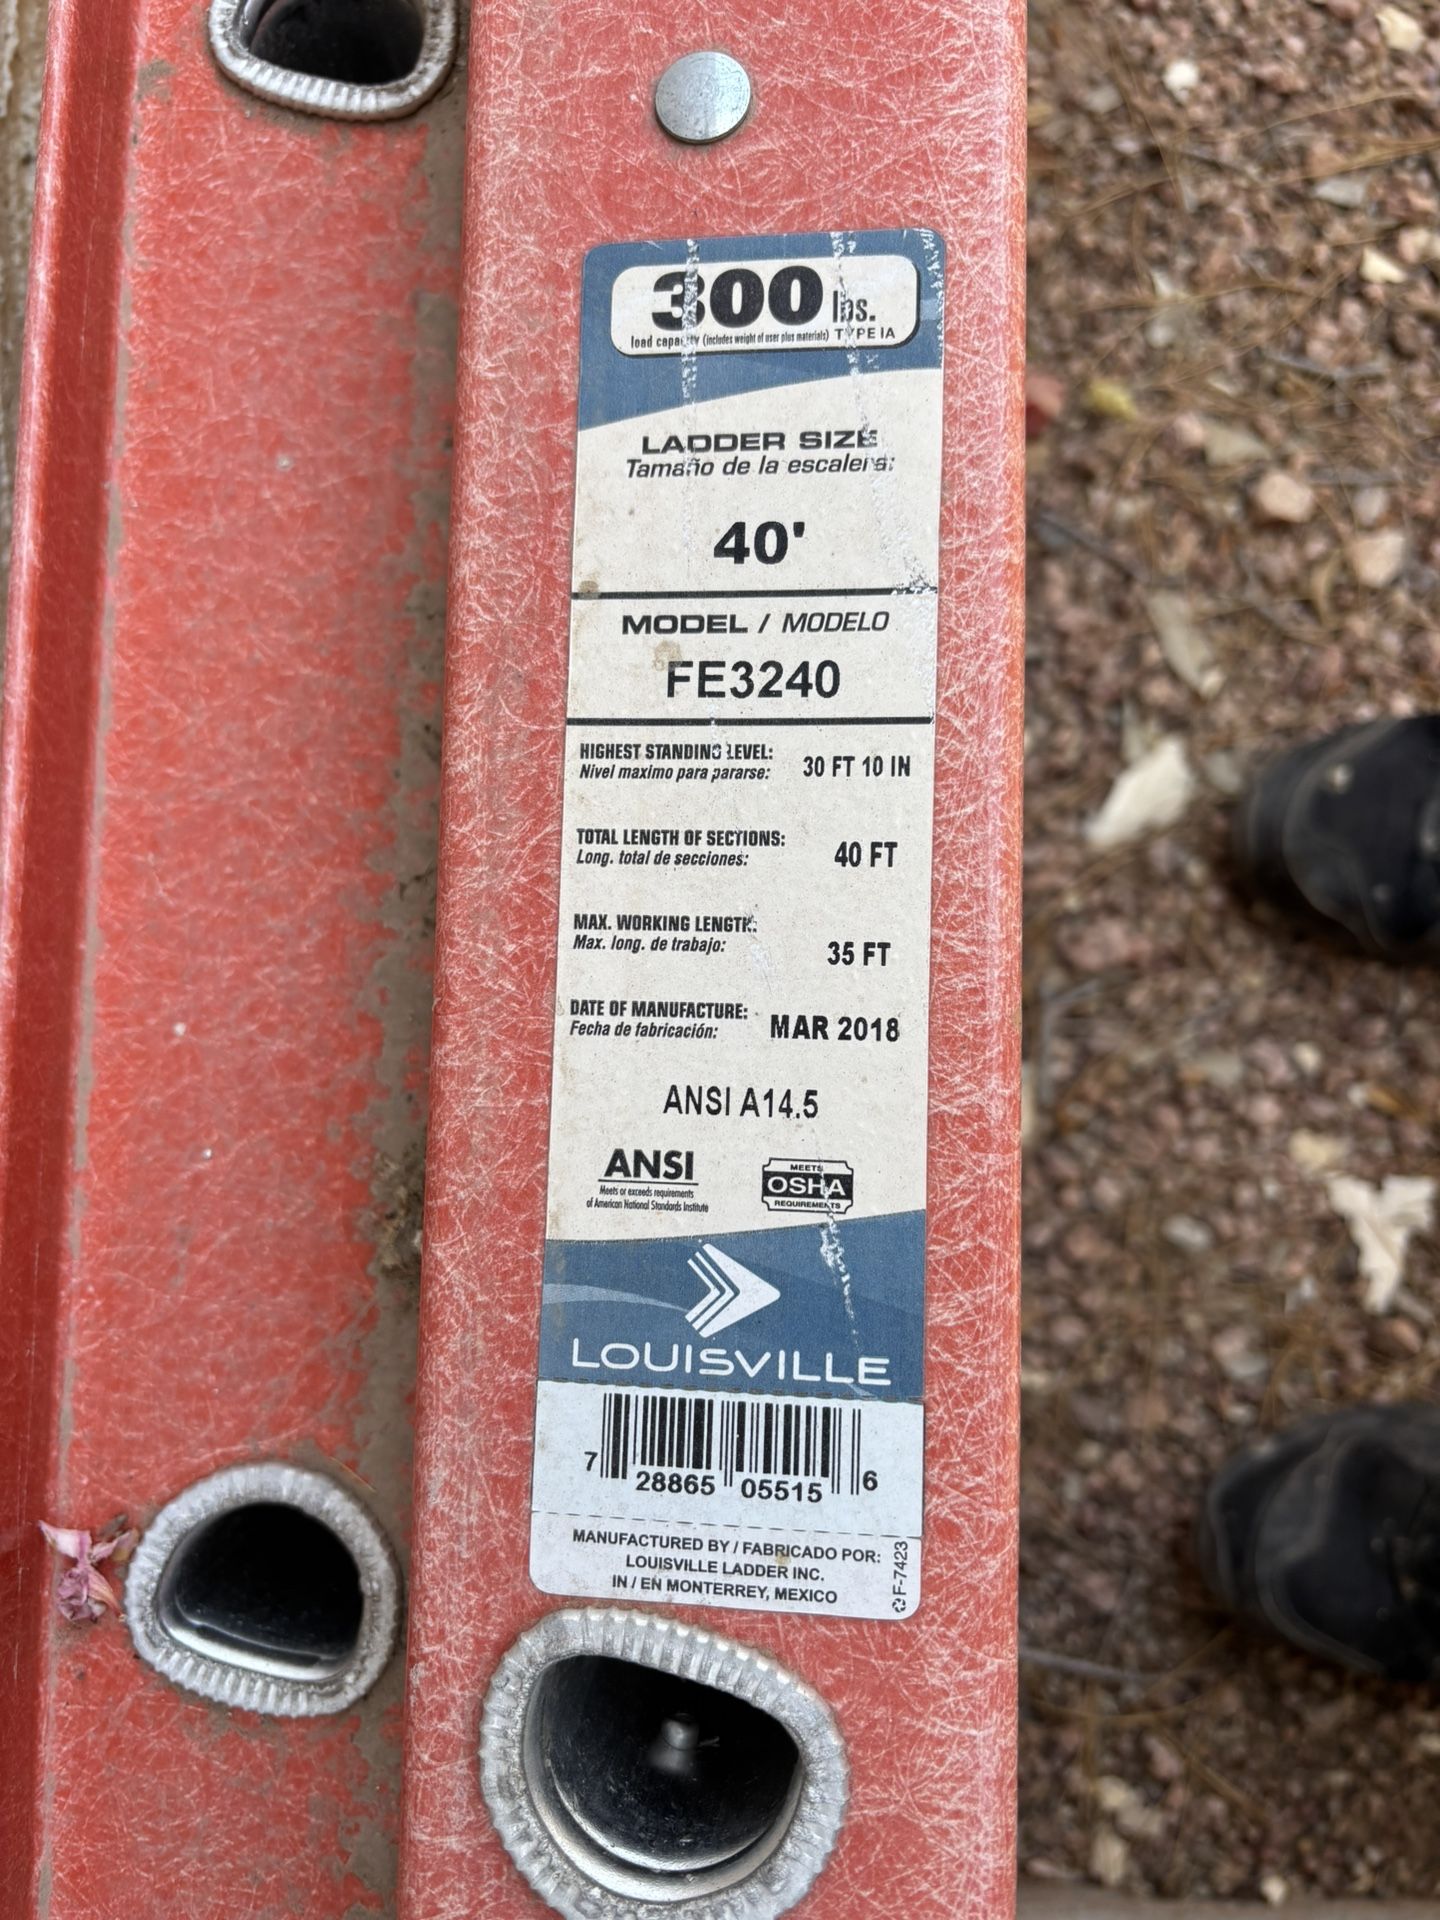 300 lbs.
load capacity (includes weight of user plus materials) TYPE IA
LADDER SIZE
Tamaño de la escalera:
40'
MODEL / MODELO
FE3240
HIGHEST STANDING LEVEL: 30 FT 10 IN
Nivel maximo para pararse:
TOTAL LENGTH OF SECTIONS: 40 FT
Long. total de secciones:
MAX. WORKING LENGTH: 35 FT
Max. long. de trabajo:
DATE OF MANUFACTURE: MAR 2018
Fecha de fabricación:
ANSI A14.5
ANSI
Meets or exceeds requirements
of American National Standards Institute
MEETS
OSHA
REQUIREMENTS
LOUISVILLE
7 28865 05515 6
MANUFACTURED BY / FABRICADO POR:
LOUISVILLE LADDER INC.
IN / EN MONTERREY, MEXICO
F-7423